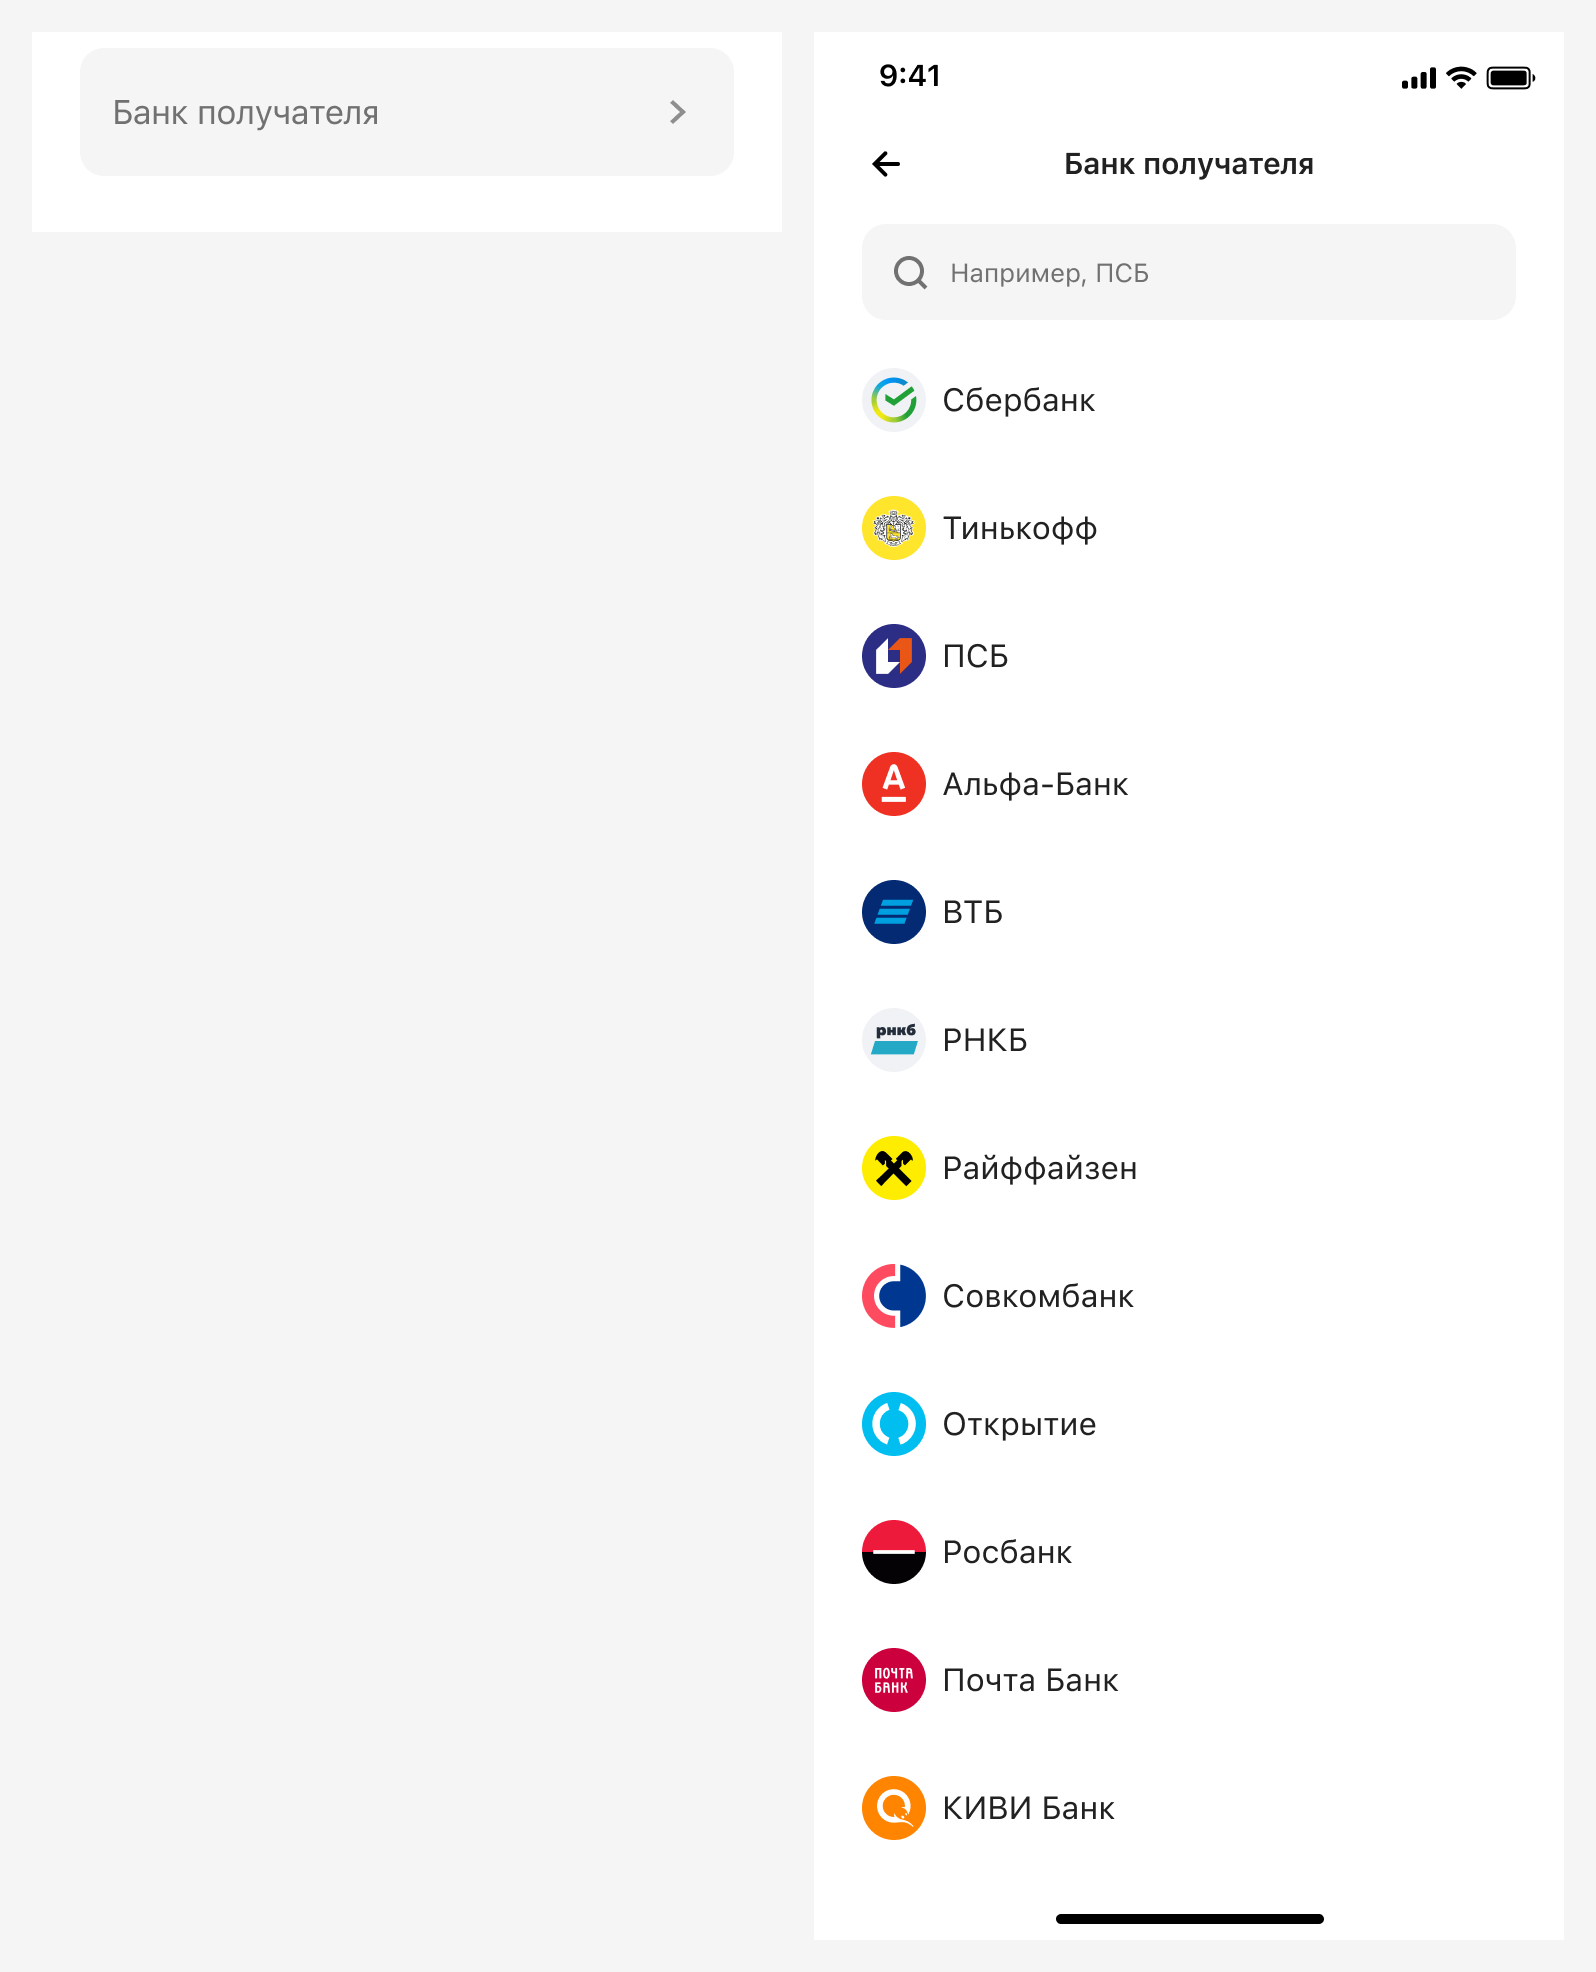 Банк получателя
9:41
Банк получателя
Например, ПСБ
Сбербанк
Тинькофф
ПСБ
Альфа-Банк
ВТБ
рнкб
РНКБ
Райффайзен
Совкомбанк
Открытие
Росбанк
ПОЧТА
БАНК
Почта Банк
КИВИ Банк